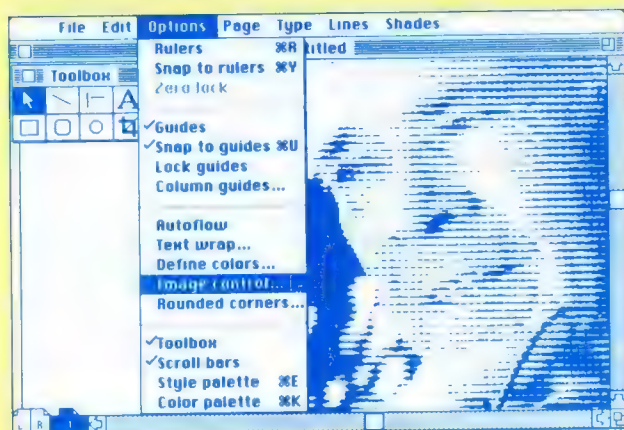 File Edit Options Page Type Lines Shades
titled
Toolbox
A
Rulers ⌘R
Snap to rulers ⌘Y
Zero lock
✓Guides
✓Snap to guides ⌘U
Lock guides
Column guides...
Autoflow
Text wrap...
Define colors...
Image control...
Rounded corners...
✓Toolbox
✓Scroll bars
Style palette ⌘E
Color palette ⌘K
L R 1